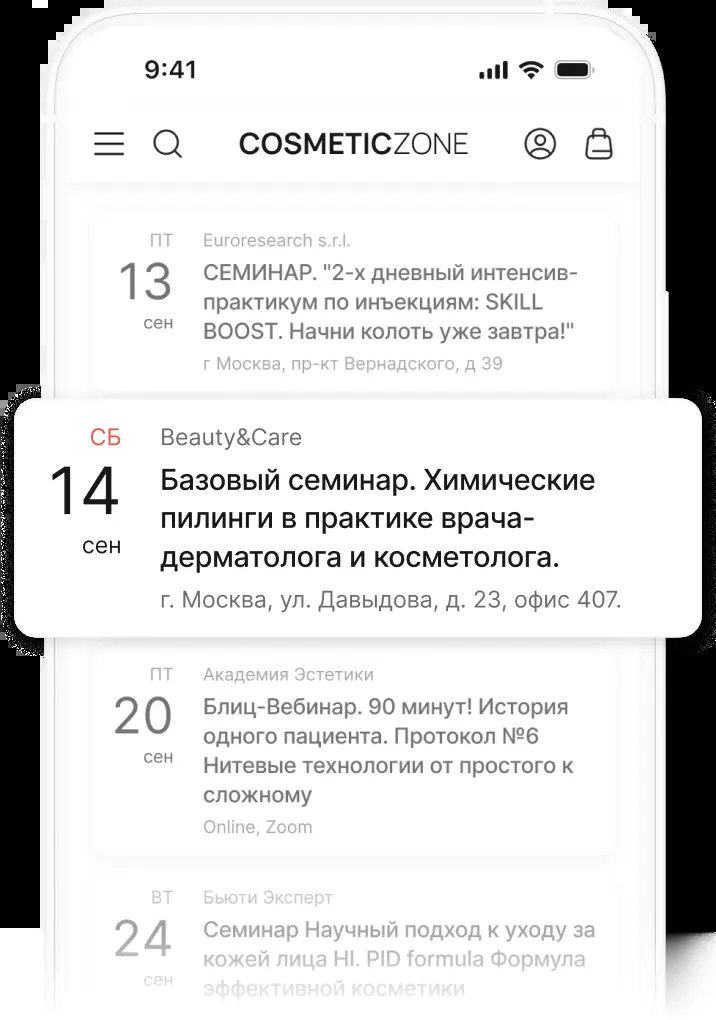 9:41
COSMETICZONE
ПТ
13
сен
Euroresearch s.r.l.
СЕМИНАР. "2-х дневный интенсив-
практикум по инъекциям: SKILL
BOOST. Начни колоть уже завтра!"
г Москва, пр-кт Вернадского, д 39
СБ
14
сен
Beauty&Care
Базовый семинар. Химические
пилинги в практике врача-
дерматолога и косметолога.
г. Москва, ул. Давыдова, д. 23, офис 407.
ПТ
20
сен
Академия Эстетики
Блиц-Вебинар. 90 минут! История
одного пациента. Протокол №6
Нитевые технологии от простого к
сложному
Online, Zoom
ВТ
24
сен
Бьюти Эксперт
Семинар Научный подход к уходу за
кожей лица HI. PID formula Формула
эффективной косметики